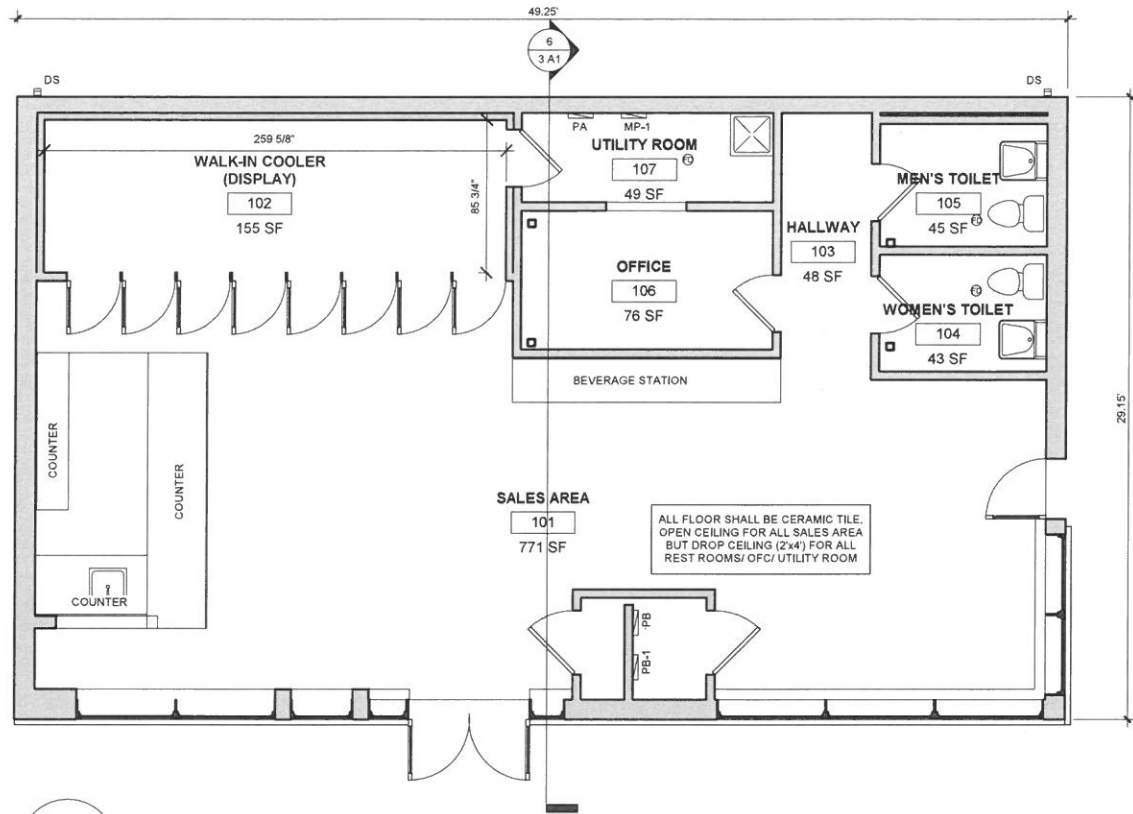 49.25'
6
3 A1
DS
DS
259 5/8"
WALK-IN COOLER
(DISPLAY)
102
155 SF
85 3/4"
PA
MP-1
UTILITY ROOM
107
FD
49 SF
MEN'S TOILET
105
FD
45 SF
HALLWAY
103
48 SF
OFFICE
106
76 SF
FD
WOMEN'S TOILET
104
43 SF
BEVERAGE STATION
29.15'
COUNTER
COUNTER
COUNTER
SALES AREA
101
771 SF
ALL FLOOR SHALL BE CERAMIC TILE,
OPEN CEILING FOR ALL SALES AREA
BUT DROP CEILING (2'x4') FOR ALL
REST ROOMS/ OFC/ UTILITY ROOM
PB
PB-1